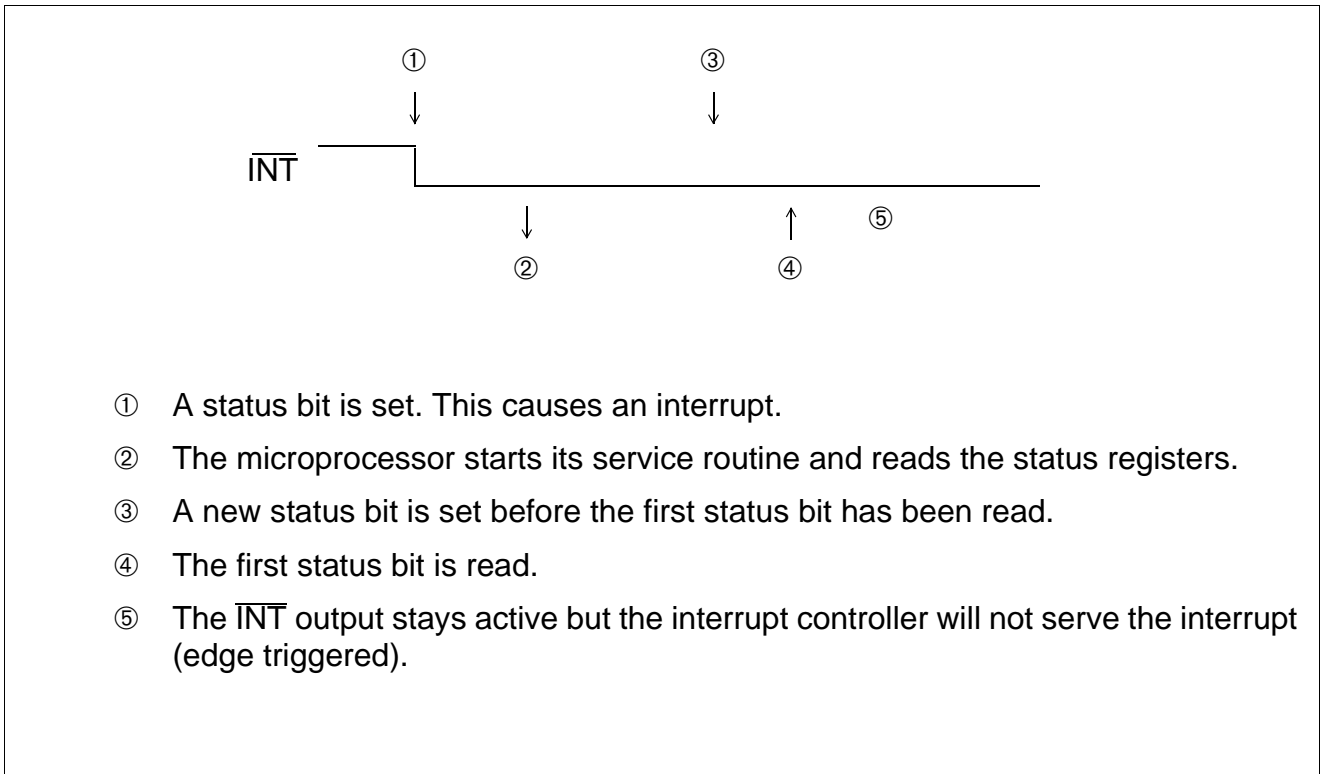 ① ③
I̅N̅T̅
⑤
② ④
① A status bit is set. This causes an interrupt.
② The microprocessor starts its service routine and reads the status registers.
③ A new status bit is set before the first status bit has been read.
④ The first status bit is read.
⑤ The I̅N̅T̅ output stays active but the interrupt controller will not serve the interrupt
(edge triggered).